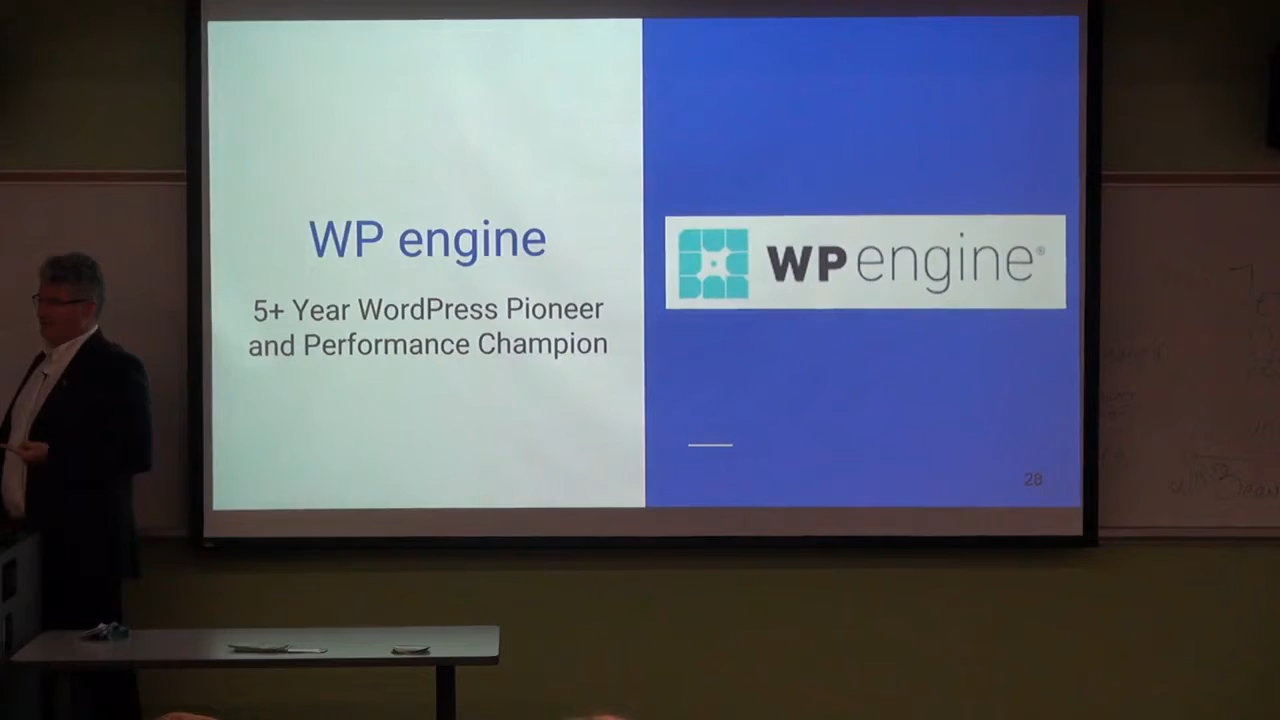 WP engine
5+ Year WordPress Pioneer
and Performance Champion
WP engine®
28